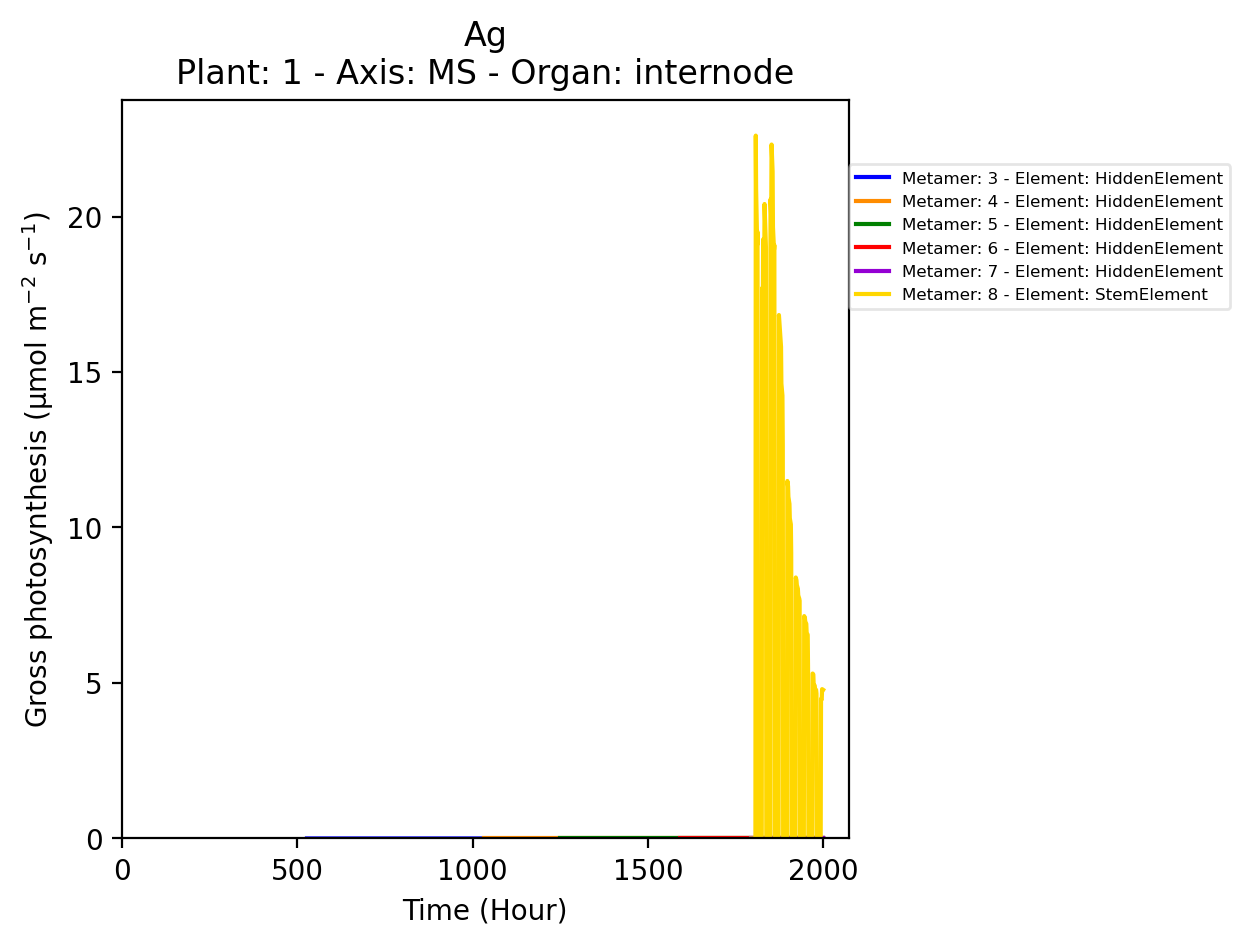 Ag
Plant: 1 - Axis: MS - Organ: internode
Gross photosynthesis (µmol m⁻² s⁻¹)
20
15
10
5
0
0 500 1000 1500 2000
Time (Hour)
Metamer: 3 - Element: HiddenElement
Metamer: 4 - Element: HiddenElement
Metamer: 5 - Element: HiddenElement
Metamer: 6 - Element: HiddenElement
Metamer: 7 - Element: HiddenElement
Metamer: 8 - Element: StemElement